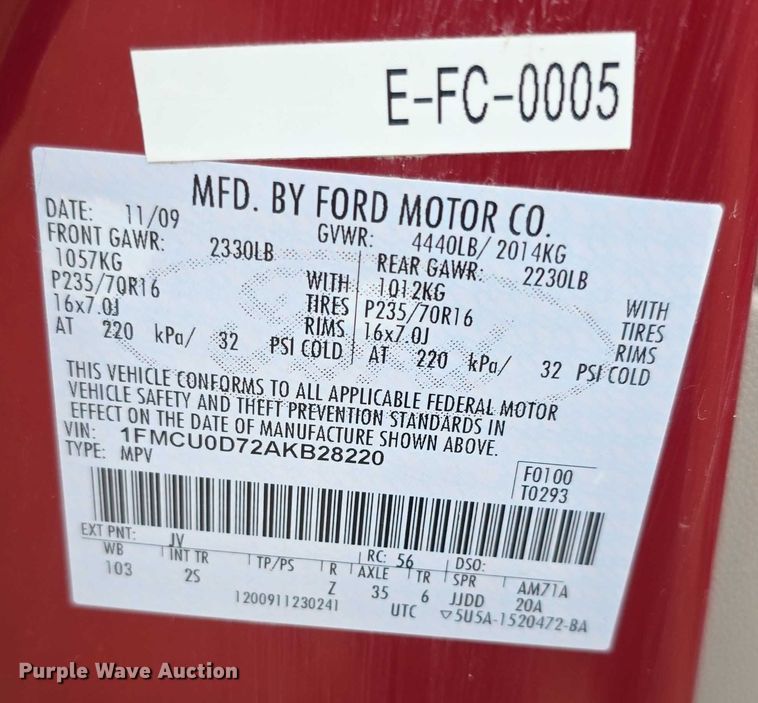 E-FC-0005
MFD. BY FORD MOTOR CO.
DATE: 11/09 GVWR: 4440LB/ 2014KG
FRONT GAWR: 2330LB REAR GAWR: 2230LB
1057KG 1012KG
P235/70R16 WITH TIRES P235/70R16 WITH TIRES
16x7.0J RIMS 16x7.0J RIMS
AT 220 kPa/ 32 PSI COLD AT 220 kPa/ 32 PSI COLD
THIS VEHICLE CONFORMS TO ALL APPLICABLE FEDERAL MOTOR
VEHICLE SAFETY AND THEFT PREVENTION STANDARDS IN
EFFECT ON THE DATE OF MANUFACTURE SHOWN ABOVE.
VIN: 1FMCU0D72AKB28220
TYPE: MPV
F0100
T0293
EXT PNT: JV RC: 56 DSO:
WB INT TR TP/PS R AXLE TR SPR AM71A
103 2S Z 35 6 JJDD 20A
1200911230241 UTC ▽5U5A-1520472-BA
Purple Wave Auction